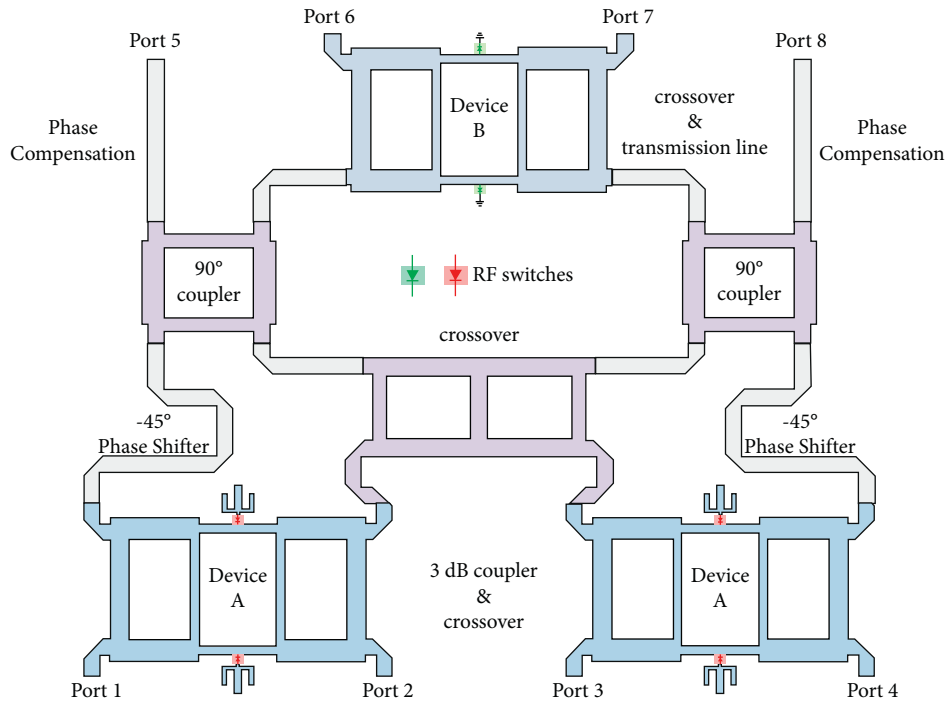 Port 6
Port 7
Port 5
Port 8
Device
B
crossover
&
transmission line
Phase
Compensation
Phase
Compensation
90°
coupler
RF switches
90°
coupler
crossover
-45°
Phase Shifter
-45°
Phase Shifter
Device
A
3 dB coupler
&
crossover
Device
A
Port 1
Port 2
Port 3
Port 4